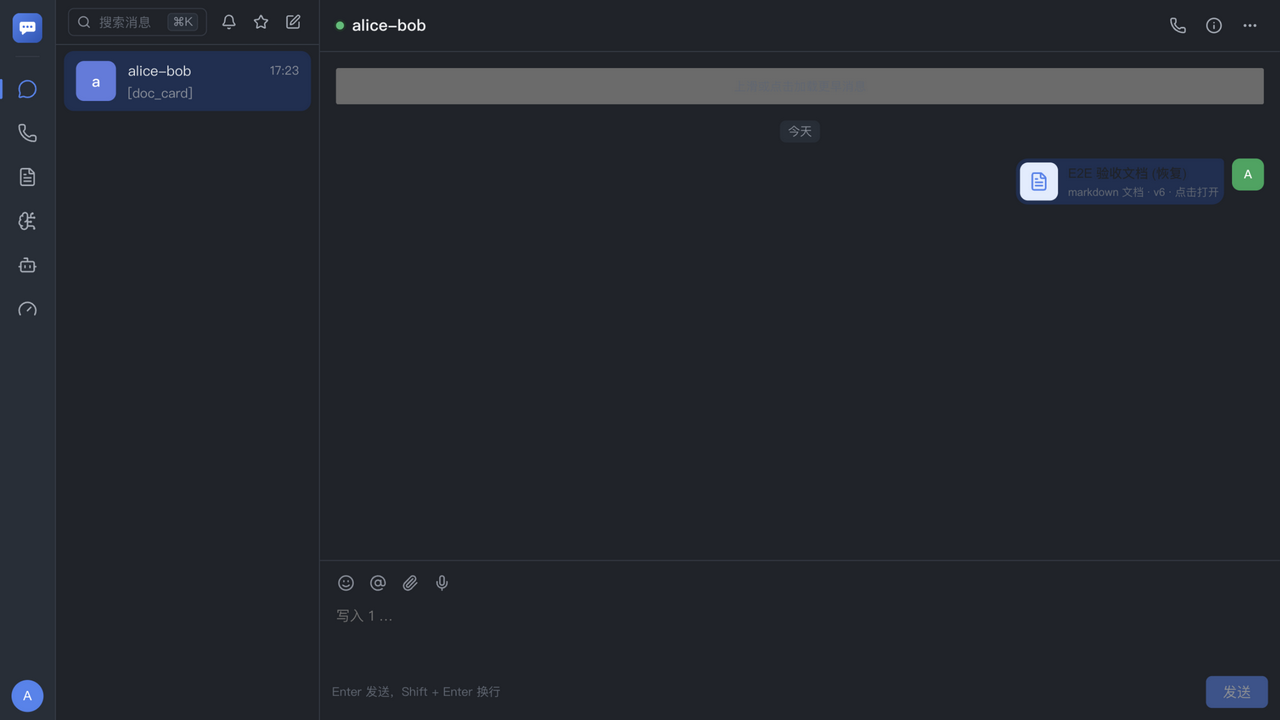 搜索消息 ⌘K
alice-bob 17:23
[doc_card]
a
A
alice-bob
今天
E2E 验收文档 (恢复)
markdown 文档 · v6 · 点击打开
A
写入 1 ...
Enter 发送，Shift + Enter 换行
发送